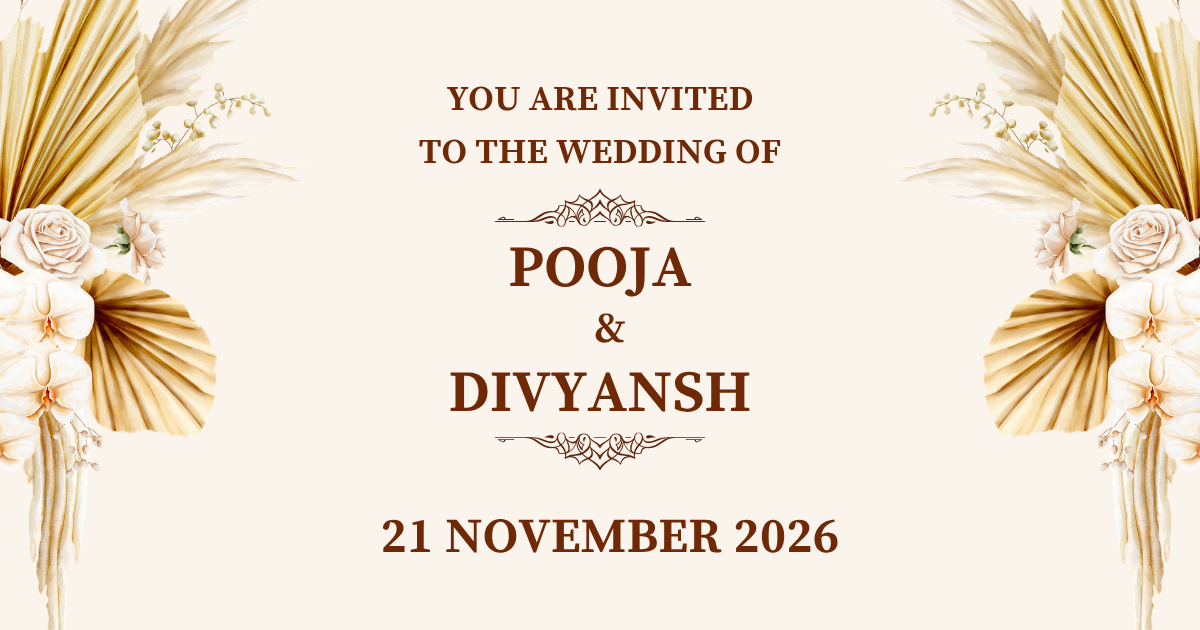 YOU ARE INVITED
TO THE WEDDING OF
POOJA
&
DIVYANSH
21 NOVEMBER 2026